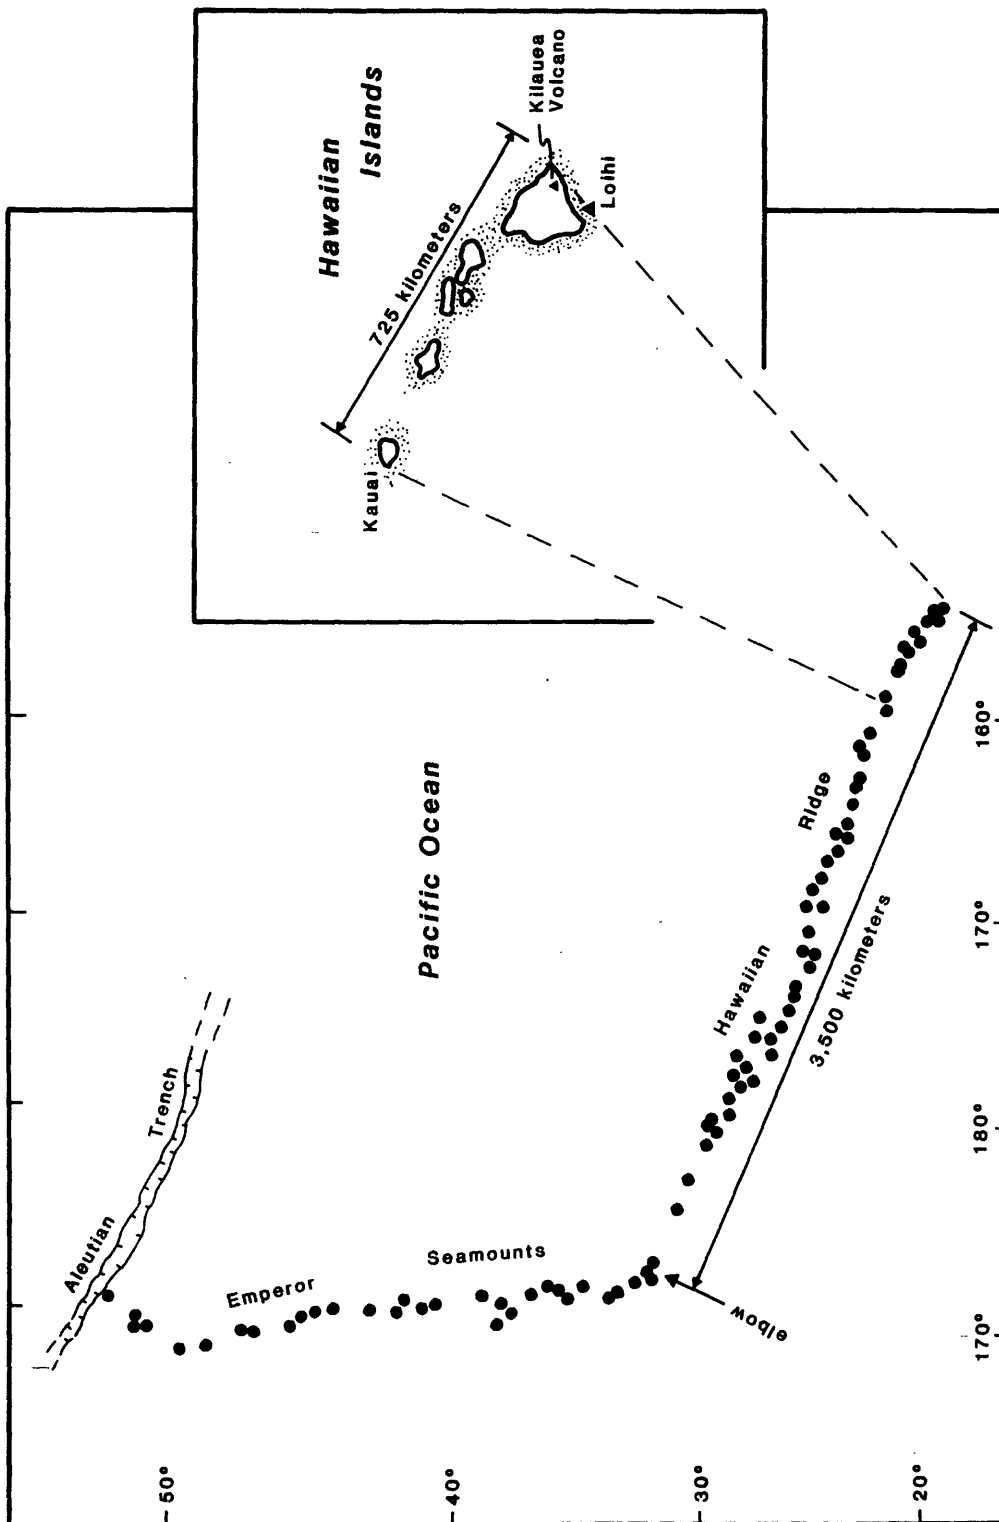 Hawaiian
Islands
725 kilometers
Kilauea
Volcano
Loihi
Kauai
Pacific Ocean
Aleutian Trench
Emperor Seamounts
Hawaiian Ridge
3,500 kilometers
elbow
50°
40°
30°
20°
170°
180°
170°
160°